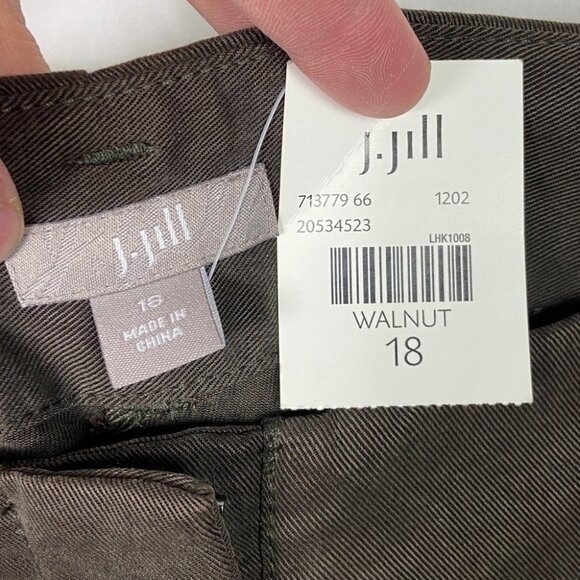 J.Jill
18
MADE IN
CHINA
J.Jill
713779 66 1202
20534523
LHK1008
WALNUT
18